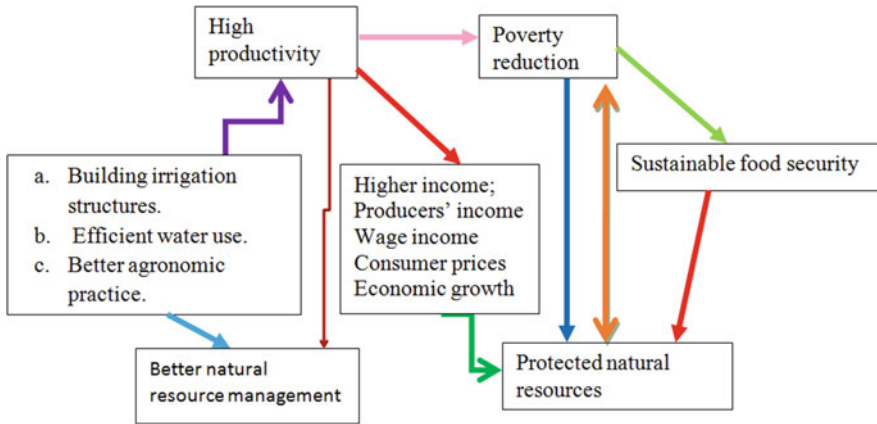 High
productivity
Poverty
reduction
a. Building irrigation
structures.
b. Efficient water use.
c. Better agronomic
practice.
Higher income;
Producers’ income
Wage income
Consumer prices
Economic growth
Sustainable food security
Better natural
resource management
Protected natural
resources